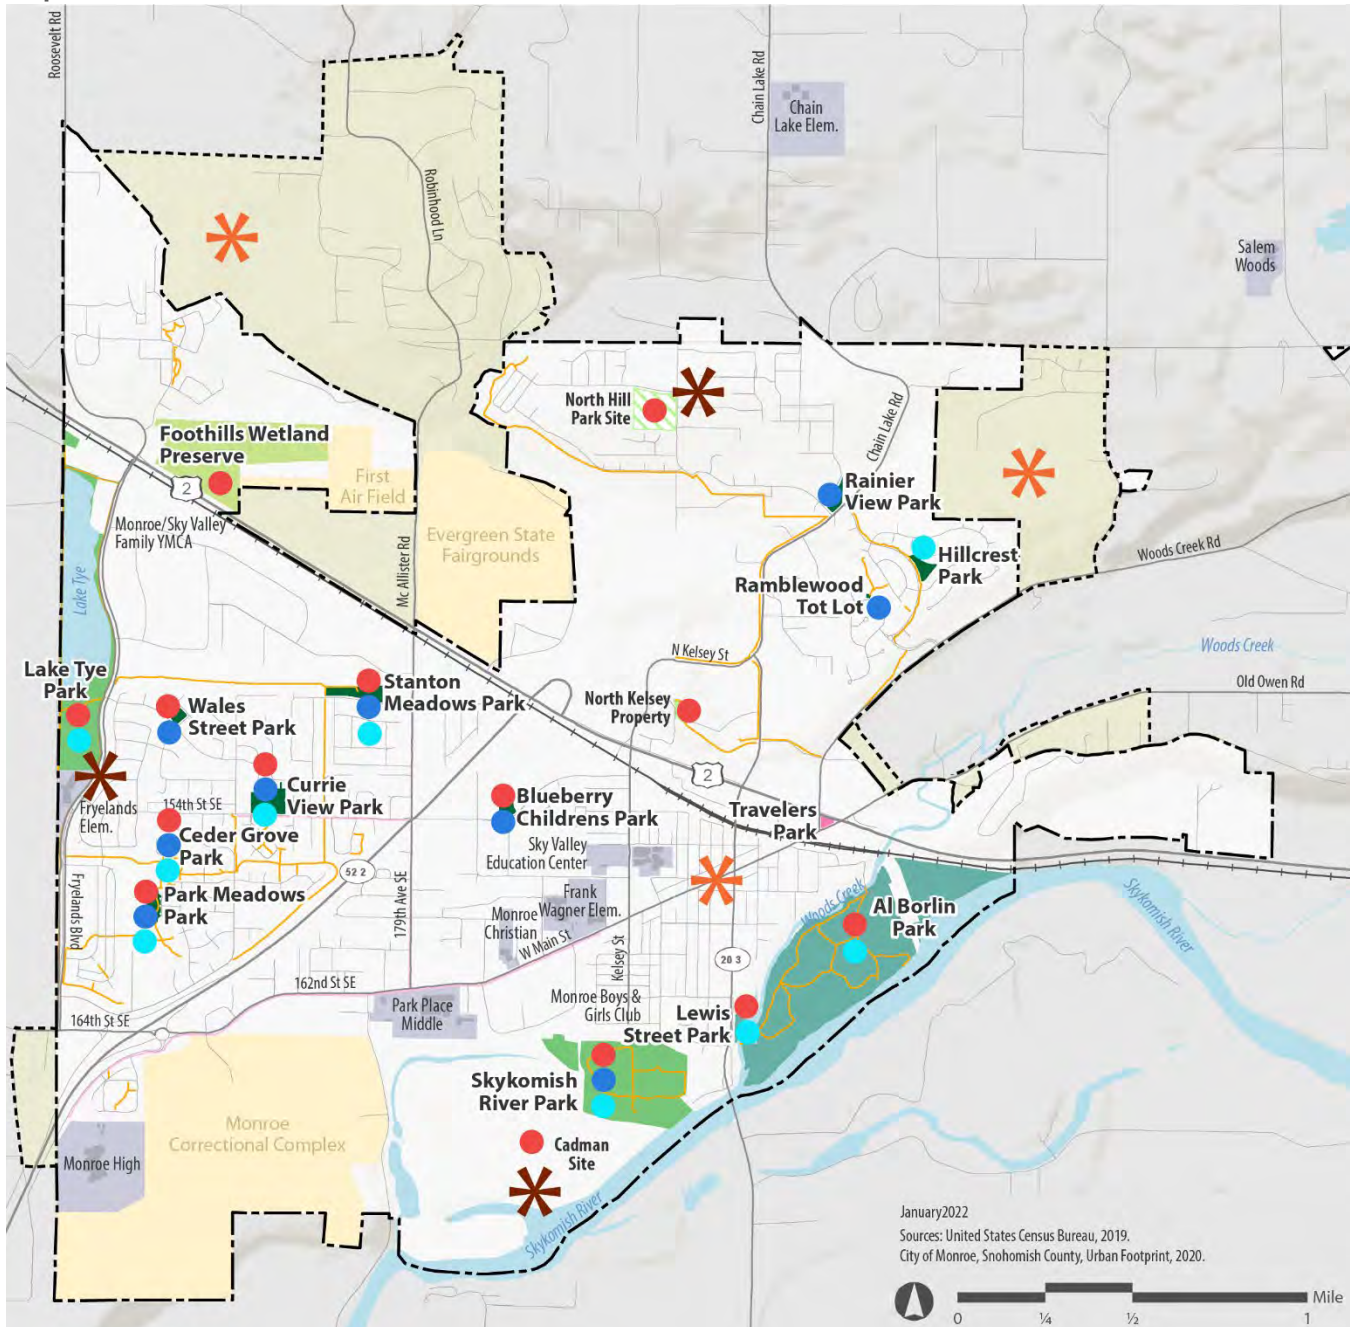 Roosevelt Rd
Chain Lake Rd
Chain
Lake Elem.
Robinhood Ln
Salem
Woods
North Hill
Park Site
Chain Lake Rd
Foothills Wetland
Preserve
2
First
Air Field
Monroe/Sky Valley
Family YMCA
Evergreen State
Fairgrounds
Mc Allister Rd
Rainier
View Park
Hillcrest
Park
Woods Creek Rd
Ramblewood
Tot Lot
Lake Tye
N Kelsey St
Woods Creek
Old Owen Rd
Lake Tye
Park
Wales
Street Park
Stanton
Meadows Park
North Kelsey
Property
2
Currie
View Park
Fryelands
Elem.
154th St SE
Ceder Grove
Park
Blueberry
Childrens Park
Travelers
Park
Sky Valley
Education Center
52 2
Park Meadows
Park
Fryelands Blvd
179th Ave SE
Frank
Wagner Elem.
Monroe
Christian
W Main St
Kelsey St
Woods Creek
Al Borlin
Park
Skykomish River
20 3
162nd St SE
Park Place
Middle
Monroe Boys &
Girls Club
Lewis
Street Park
164th St SE
Skykomish
River Park
Monroe
Correctional Complex
Monroe High
Cadman
Site
Skykomish River
January2022
Sources: United States Census Bureau, 2019.
City of Monroe, Snohomish County, Urban Footprint, 2020.
Mile
0 ¼ ½ 1